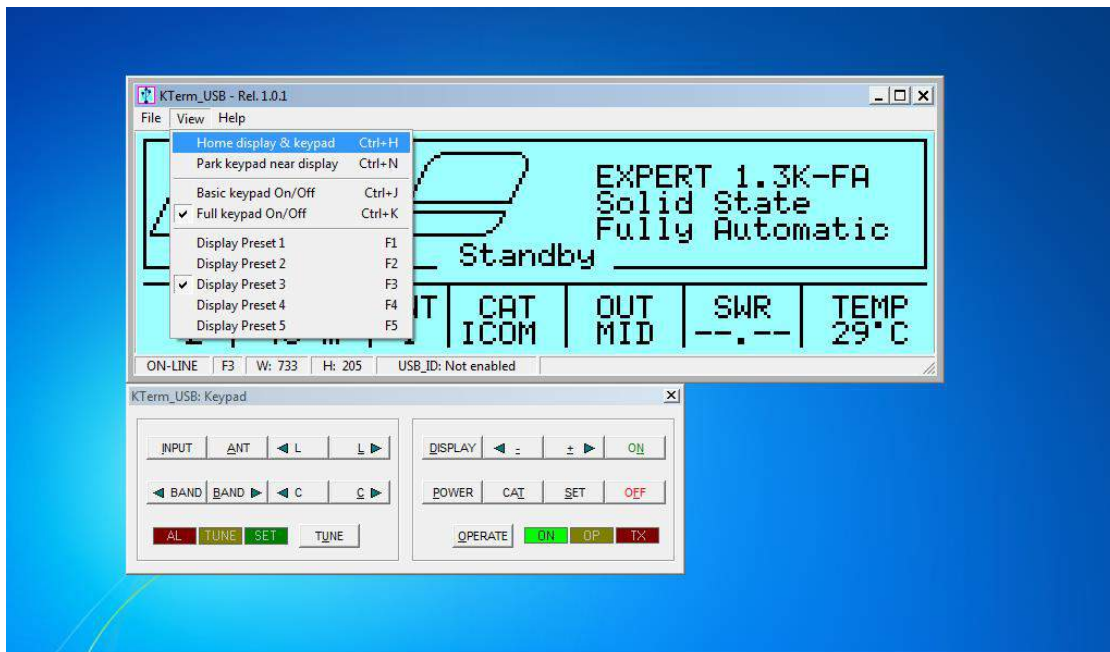 KTerm_USB - Rel. 1.0.1
File View Help
Home display & keypad Ctrl+H
Park keypad near display Ctrl+N
Basic keypad On/Off Ctrl+J
Full keypad On/Off Ctrl+K
Display Preset 1 F1
Display Preset 2 F2
Display Preset 3 F3
Display Preset 4 F4
Display Preset 5 F5
EXPERT 1.3K-FA
Solid State
Fully Automatic
Standby
CAT OUT SWR TEMP
ICOM MID --.-- 29°C
ON-LINE F3 W: 733 H: 205 USB_ID: Not enabled
KTerm_USB: Keypad
INPUT ANT L L DISPLAY - + ON
BAND BAND C C POWER CAT SET OFF
AL TUNE SET TUNE OPERATE ON OP TX